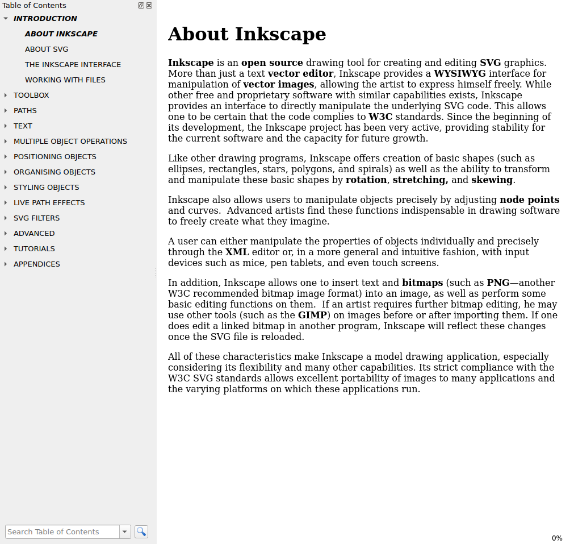 Table of Contents
INTRODUCTION
ABOUT INKSCAPE
ABOUT SVG
THE INKSCAPE INTERFACE
WORKING WITH FILES
TOOLBOX
PATHS
TEXT
MULTIPLE OBJECT OPERATIONS
POSITIONING OBJECTS
ORGANISING OBJECTS
STYLING OBJECTS
LIVE PATH EFFECTS
SVG FILTERS
ADVANCED
TUTORIALS
APPENDICES
Search Table of Contents
About Inkscape
Inkscape is an open source drawing tool for creating and editing SVG graphics.
More than just a text vector editor, Inkscape provides a WYSIWYG interface for
manipulation of vector images, allowing the artist to express himself freely. While
other free and proprietary software with similar capabilities exists, Inkscape
provides an interface to directly manipulate the underlying SVG code. This allows
one to be certain that the code complies to W3C standards. Since the beginning of
its development, the Inkscape project has been very active, providing stability for
the current software and the capacity for future growth.
Like other drawing programs, Inkscape offers creation of basic shapes (such as
ellipses, rectangles, stars, polygons, and spirals) as well as the ability to transform
and manipulate these basic shapes by rotation, stretching, and skewing.
Inkscape also allows users to manipulate objects precisely by adjusting node points
and curves.  Advanced artists find these functions indispensable in drawing software
to freely create what they imagine.
A user can either manipulate the properties of objects individually and precisely
through the XML editor or, in a more general and intuitive fashion, with input
devices such as mice, pen tablets, and even touch screens.
In addition, Inkscape allows one to insert text and bitmaps (such as PNG—another
W3C recommended bitmap image format) into an image, as well as perform some
basic editing functions on them.  If an artist requires further bitmap editing, he may
use other tools (such as the GIMP) on images before or after importing them. If one
does edit a linked bitmap in another program, Inkscape will reflect these changes
once the SVG file is reloaded.
All of these characteristics make Inkscape a model drawing application, especially
considering its flexibility and many other capabilities. Its strict compliance with the
W3C SVG standards allows excellent portability of images to many applications and
the varying platforms on which these applications run.
0%